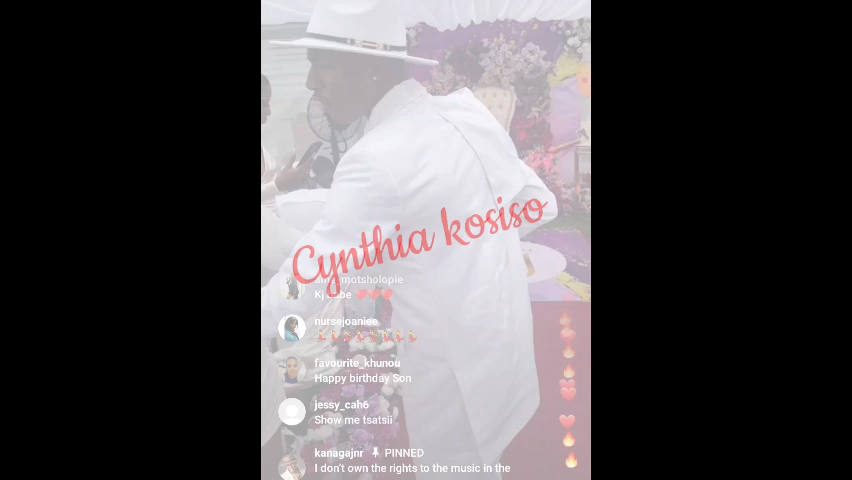 Cynthia kosiso
motsholopie
nursejoaniee
favourite_khunou
Happy birthday Son
jessy_cah6
Show me tsatsii
kanagajnr PINNED
I don't own the rights to the music in the